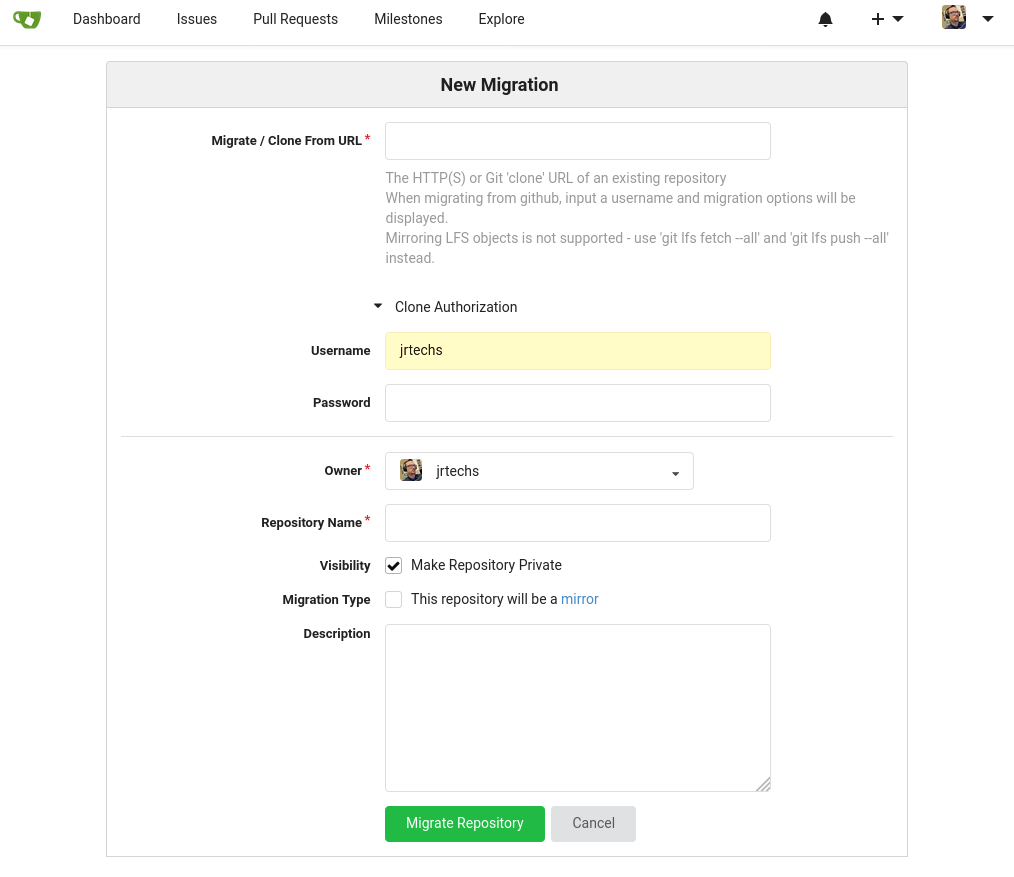 Dashboard Issues Pull Requests Milestones Explore
New Migration
Migrate / Clone From URL *
The HTTP(S) or Git 'clone' URL of an existing repository
When migrating from github, input a username and migration options will be
displayed.
Mirroring LFS objects is not supported - use 'git lfs fetch --all' and 'git lfs push --all'
instead.
Clone Authorization
Username jrtechs
Password
Owner * jrtechs
Repository Name *
Visibility Make Repository Private
Migration Type This repository will be a mirror
Description
Migrate Repository Cancel